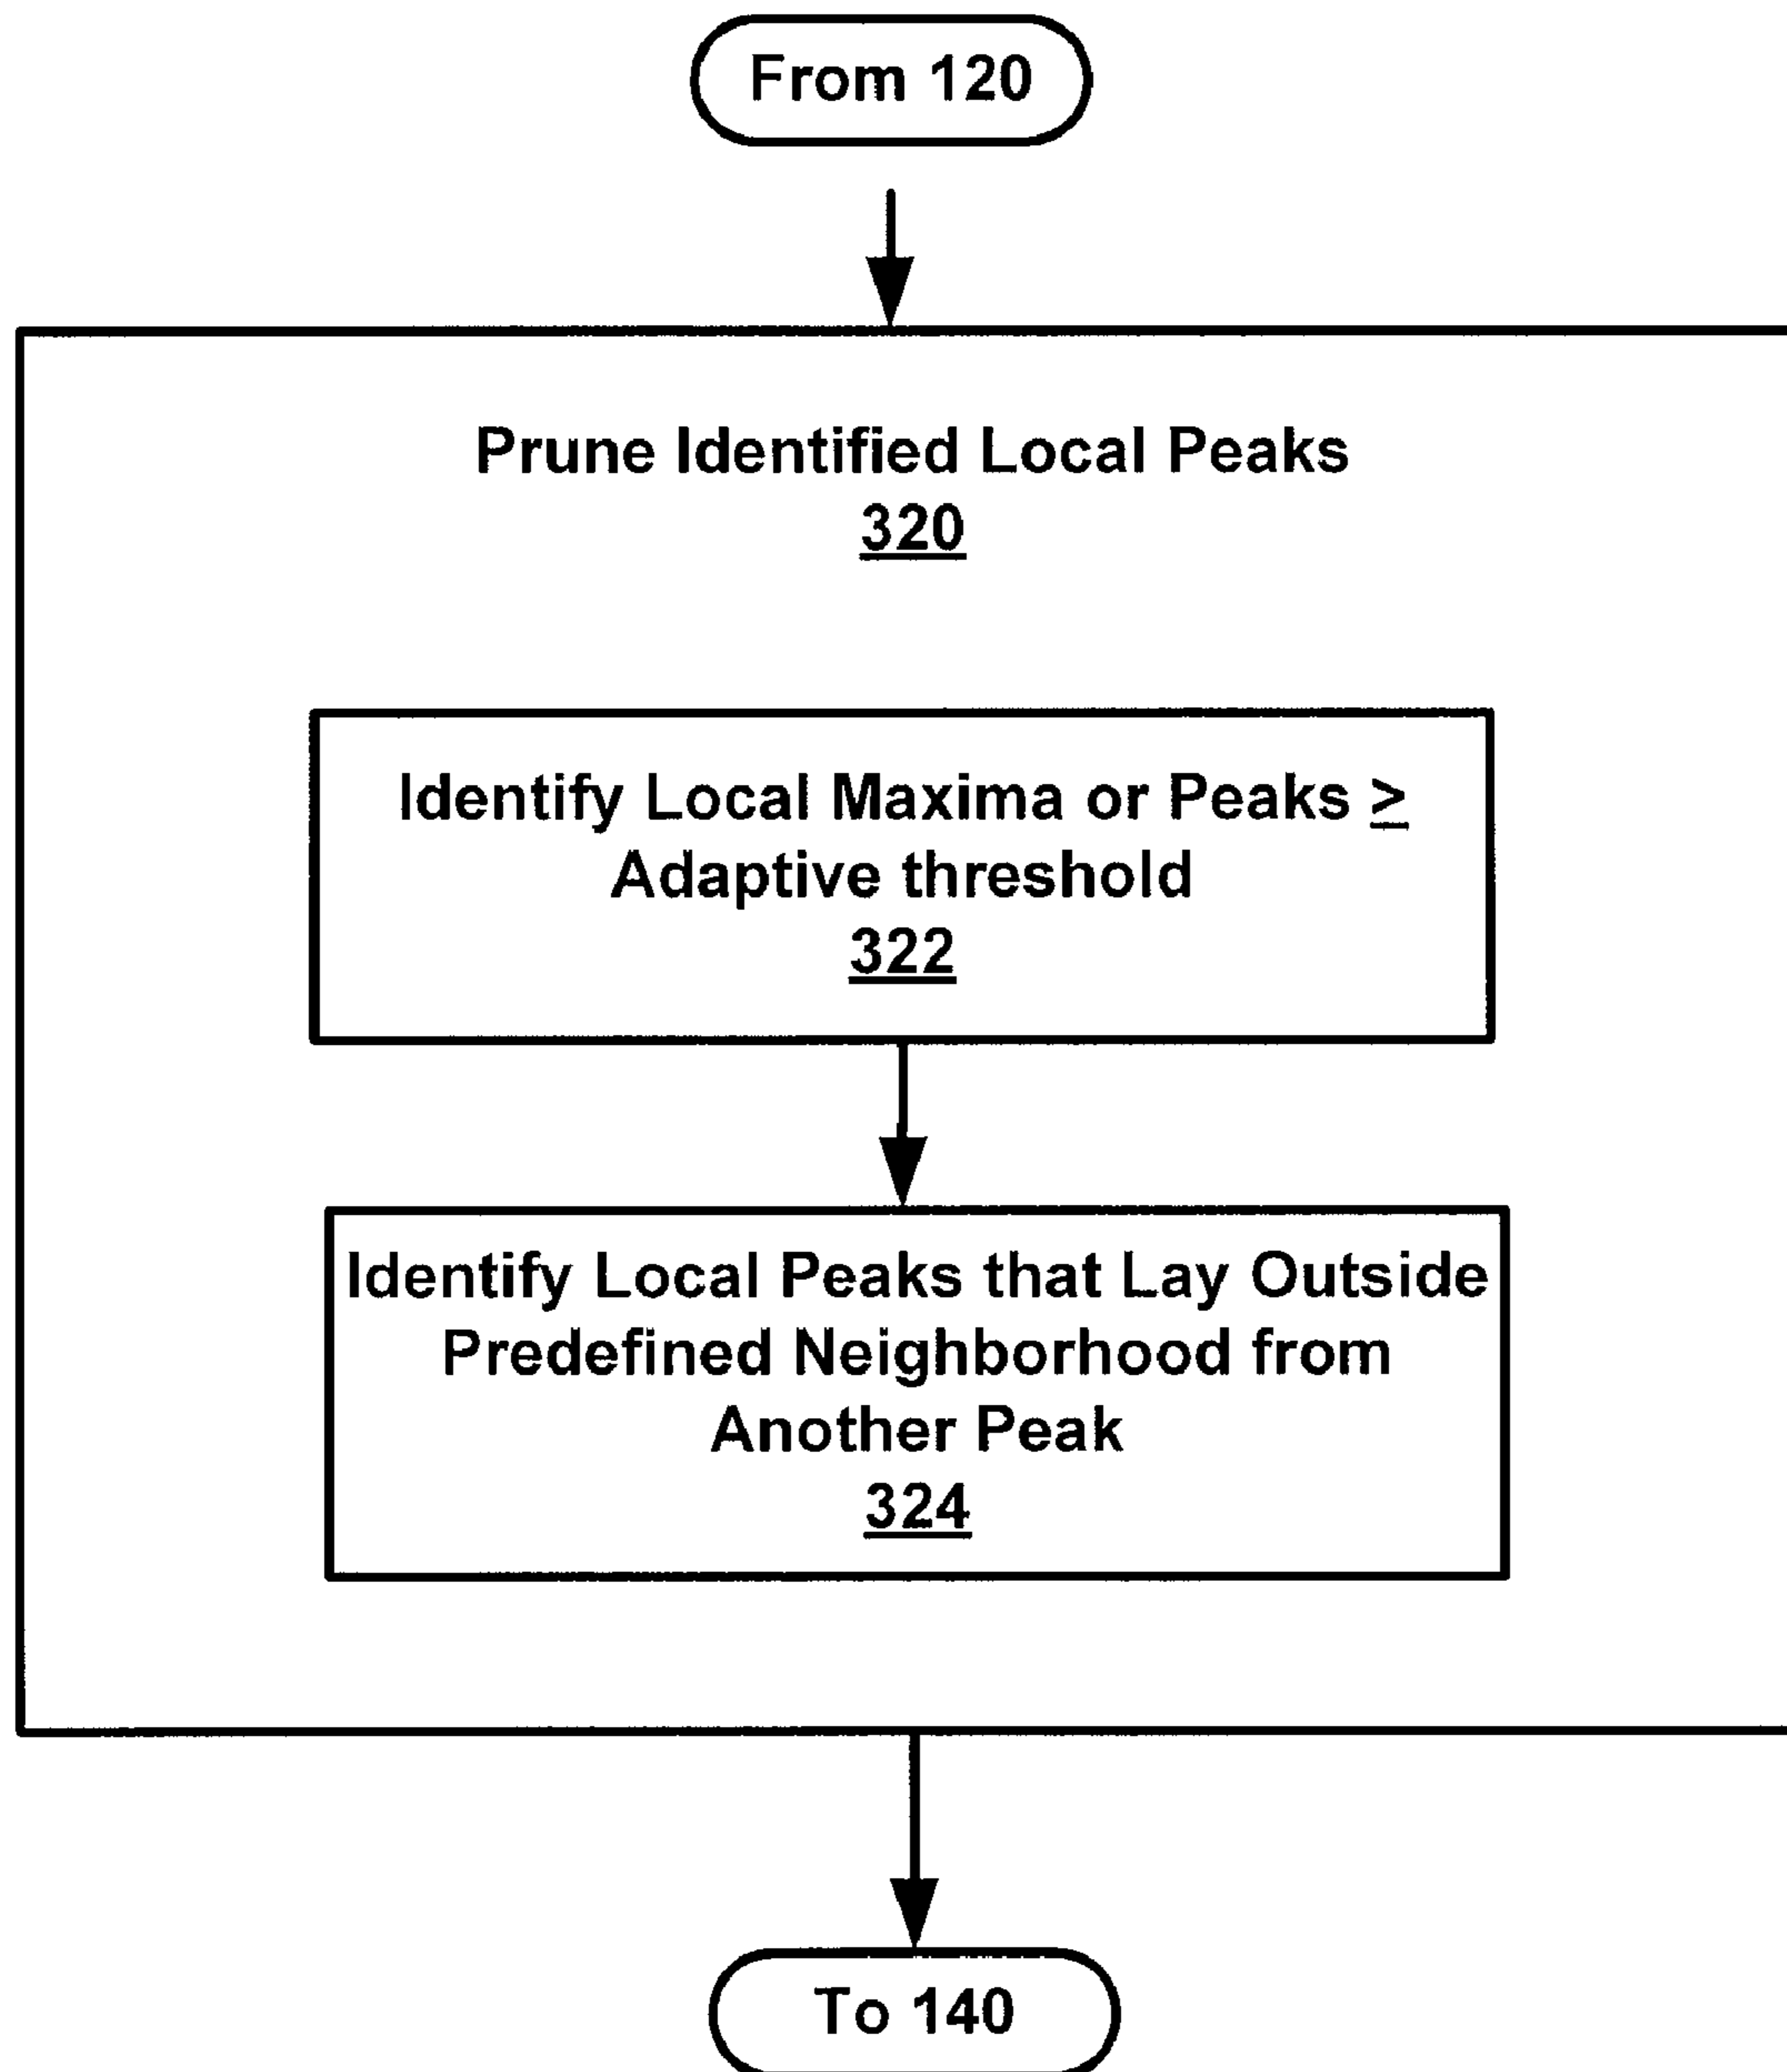 From 120
Prune Identified Local Peaks
320
Identify Local Maxima or Peaks ≥
Adaptive threshold
322
Identify Local Peaks that Lay Outside
Predefined Neighborhood from
Another Peak
324
To 140